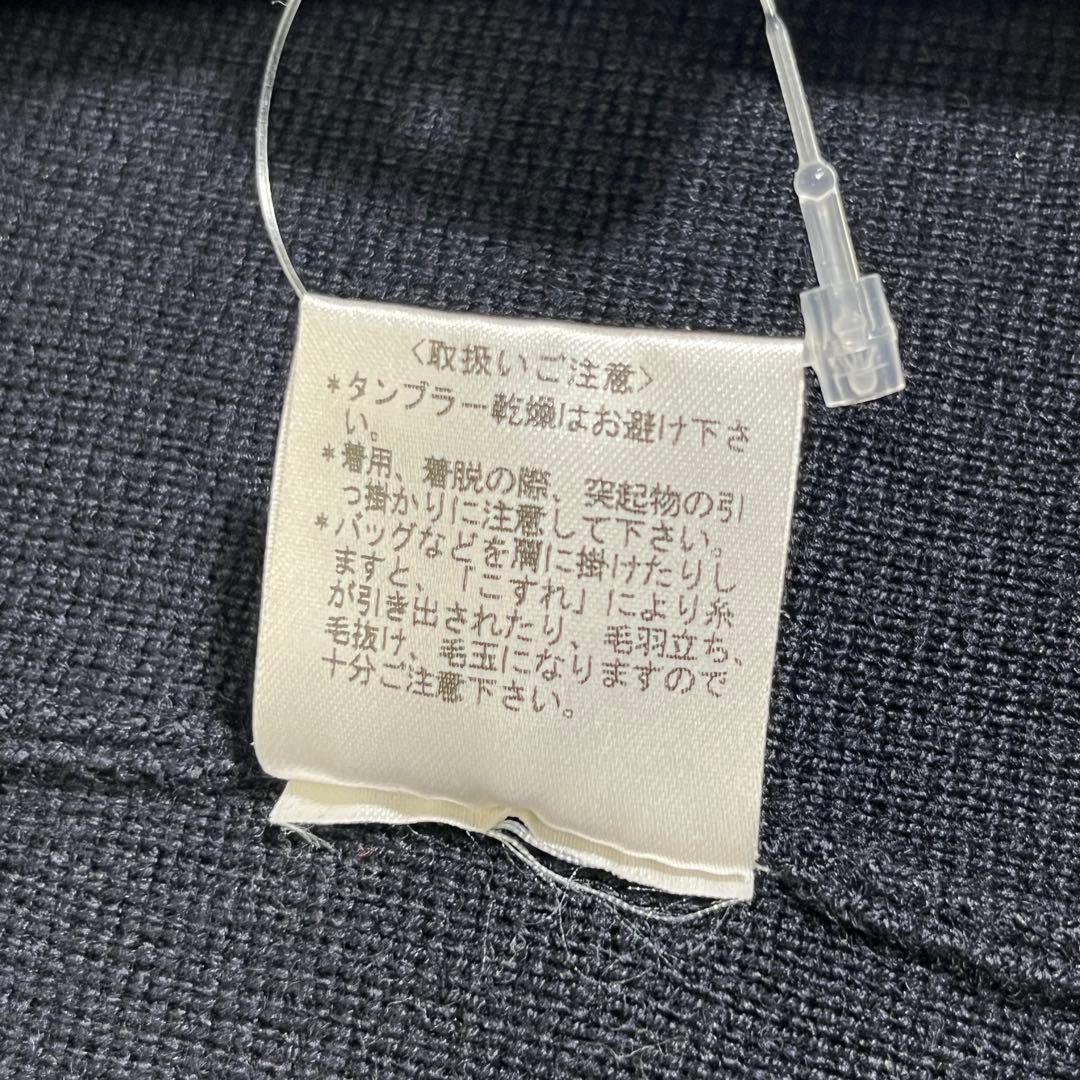 〈取扱いご注意〉
*タンブラー乾燥はお避け下さ
い。
*着用、着脱の際、突起物の引
っ掛かりに注意して下さい。
*バッグなどを肩に掛けたりし
ますと、「こすれ」により糸
が引き出されたり、毛羽立ち、
毛抜け、毛玉になりますので
十分ご注意下さい。